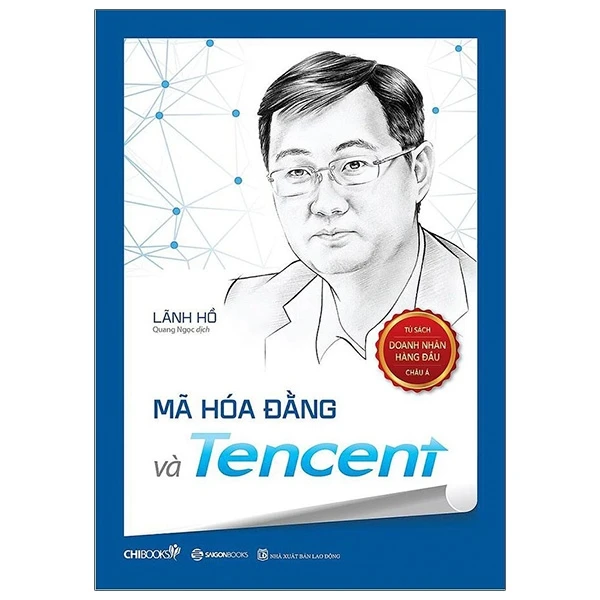 LÃNH HỒ
Quang Ngọc dịch
TỦ SÁCH
DOANH NHÂN
HÀNG ĐẦU
CHÂU Á
MÃ HÓA ĐẰNG
và Tencent
CHIBOOKS
SAIGONBOOKS
LĐ NHÀ XUẤT BẢN LAO ĐỘNG